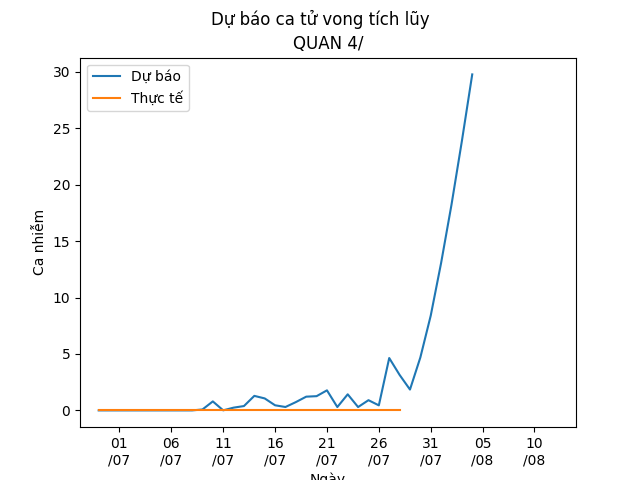 Dự báo ca tử vong tích lũy
QUAN 4/
Dự báo
Thực tế
Ca nhiễm
30
25
20
15
10
5
0
01 06 11 16 21 26 31 05 10
/07 /07 /07 /07 /07 /07 /07 /08 /08
Ngày